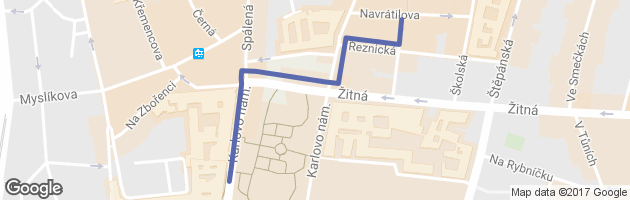 Křemencova
Černá
Spálená
Navrátilova
Řeznická
Školská
Štěpánská
Ve Smečkách
Myslíkova
Na Zbořenci
Karlovo nám.
Žitná
Žitná
Karlovo nám.
V Tůních
Na Rybníčku
Google
Map data ©2017 Google